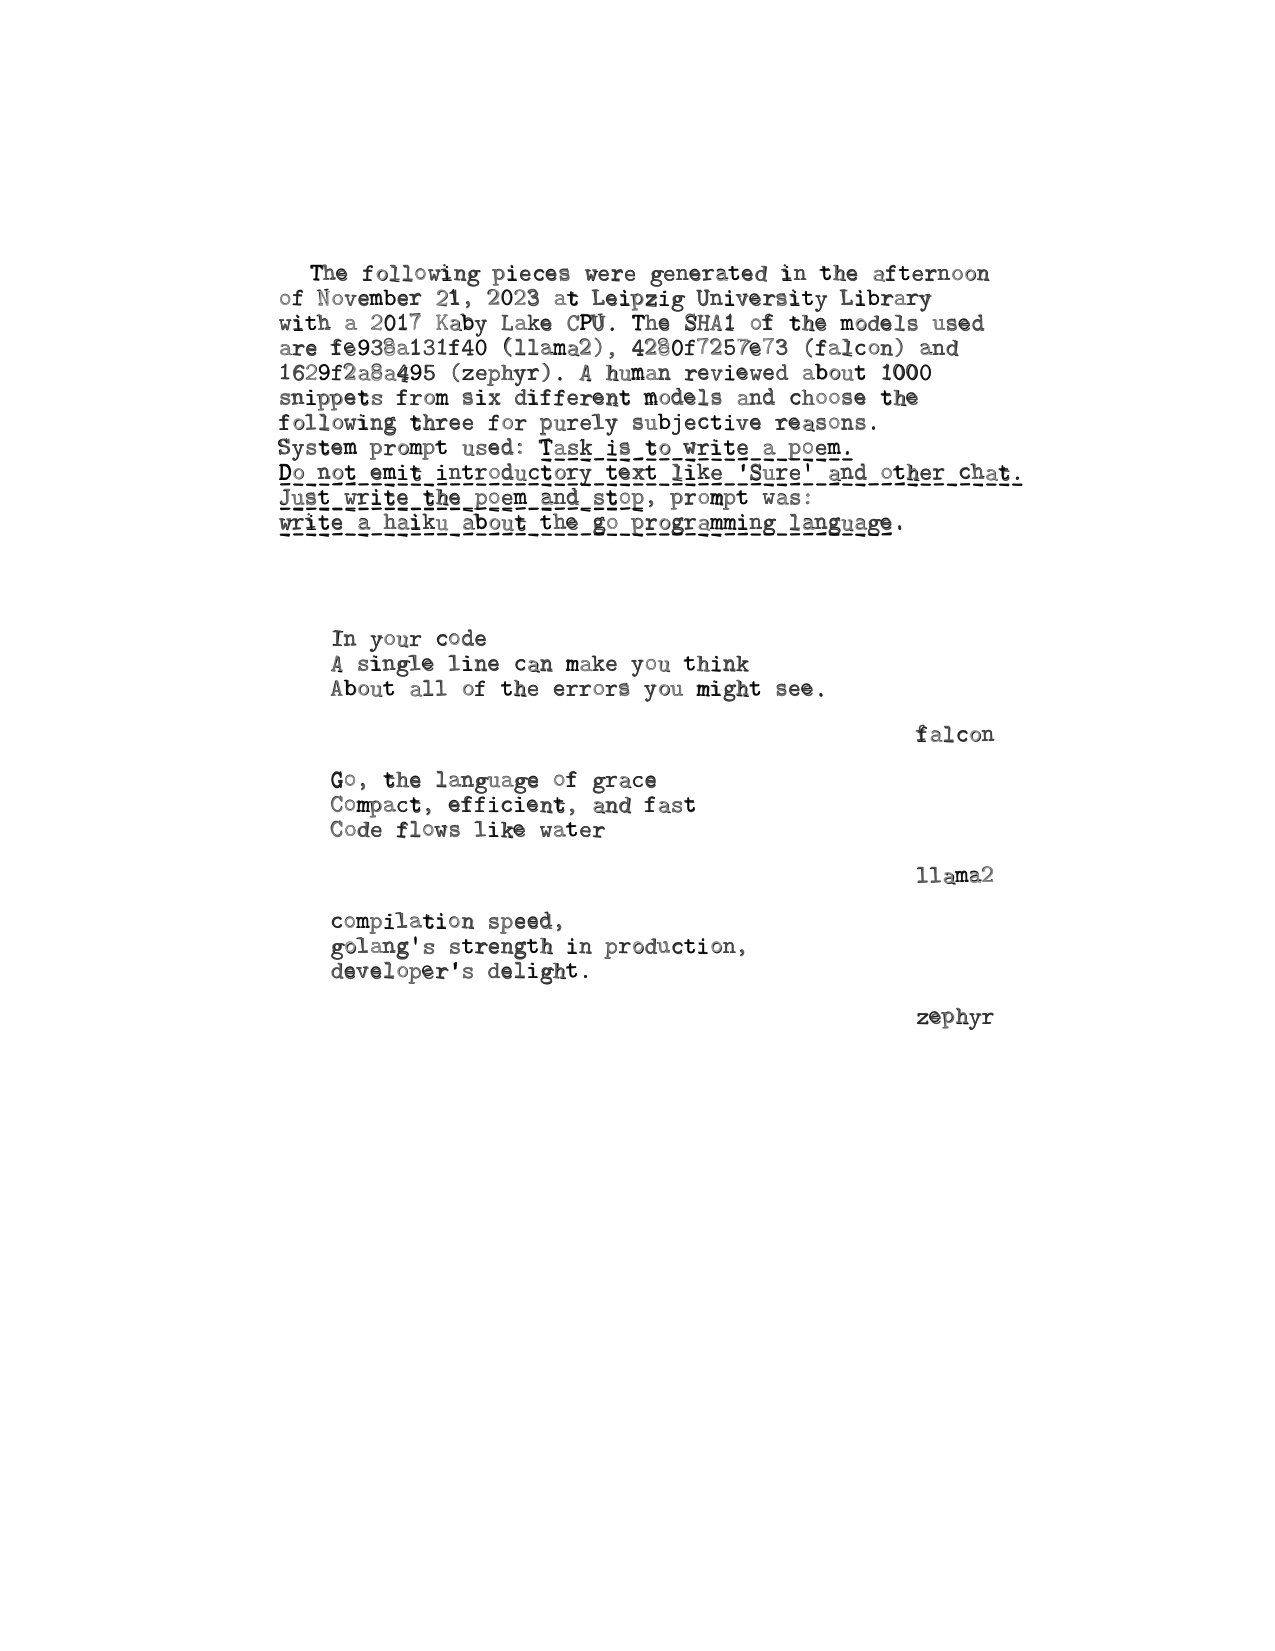 The following pieces were generated in the afternoon
of November 21, 2023 at Leipzig University Library
with a 2017 Kaby Lake CPU. The SHA1 of the models used
are fe938a131f40 (llama2), 4280f7257e73 (falcon) and
1629f2a8a495 (zephyr). A human reviewed about 1000
snippets from six different models and choose the
following three for purely subjective reasons.
System prompt used: Task is to write a poem.
Do not emit introductory text like 'Sure' and other chat.
Just write the poem and stop, prompt was:
write a haiku about the go programming language.
In your code
A single line can make you think
About all of the errors you might see.
falcon
Go, the language of grace
Compact, efficient, and fast
Code flows like water
llama2
compilation speed,
golang's strength in production,
developer's delight.
zephyr